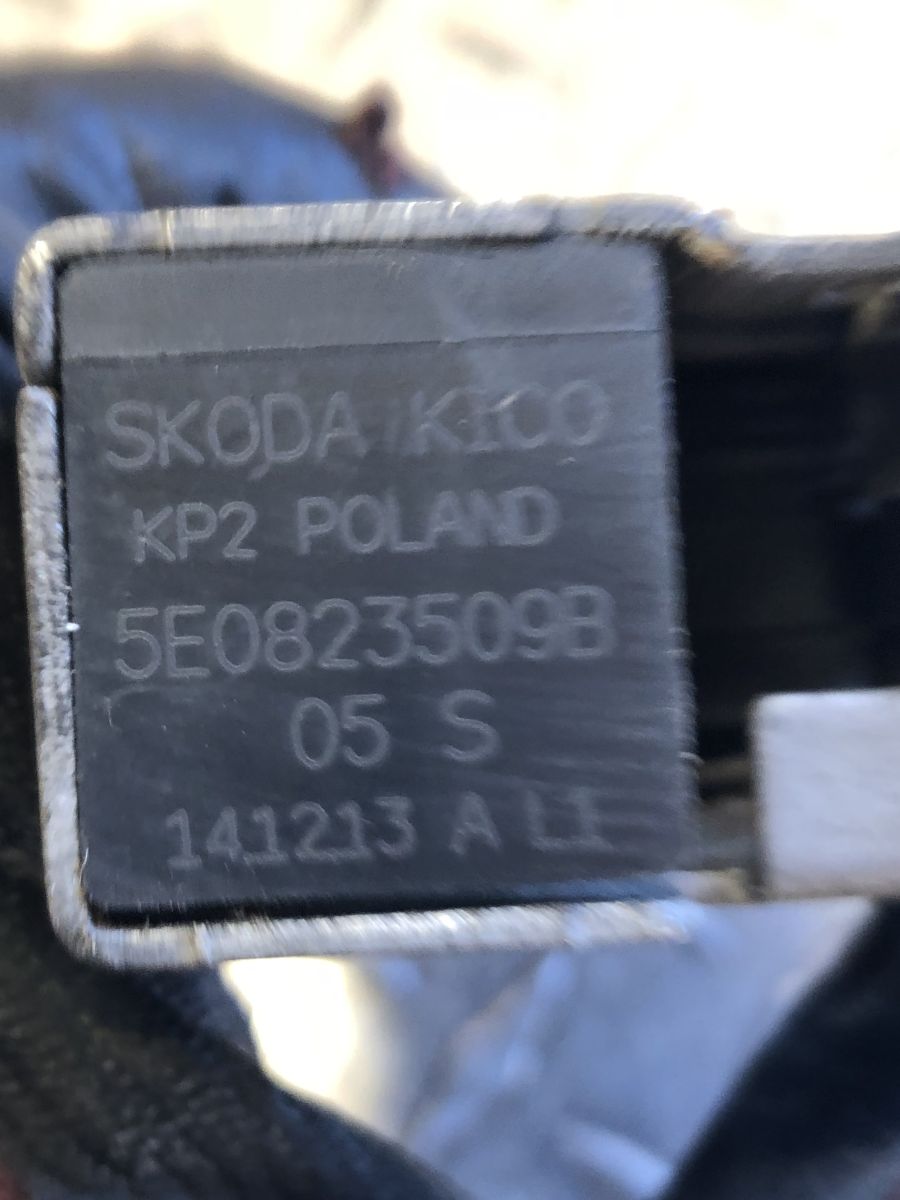 SKODA KICO
KP2 POLAND
5E0823509B
05 S
141213 A L1